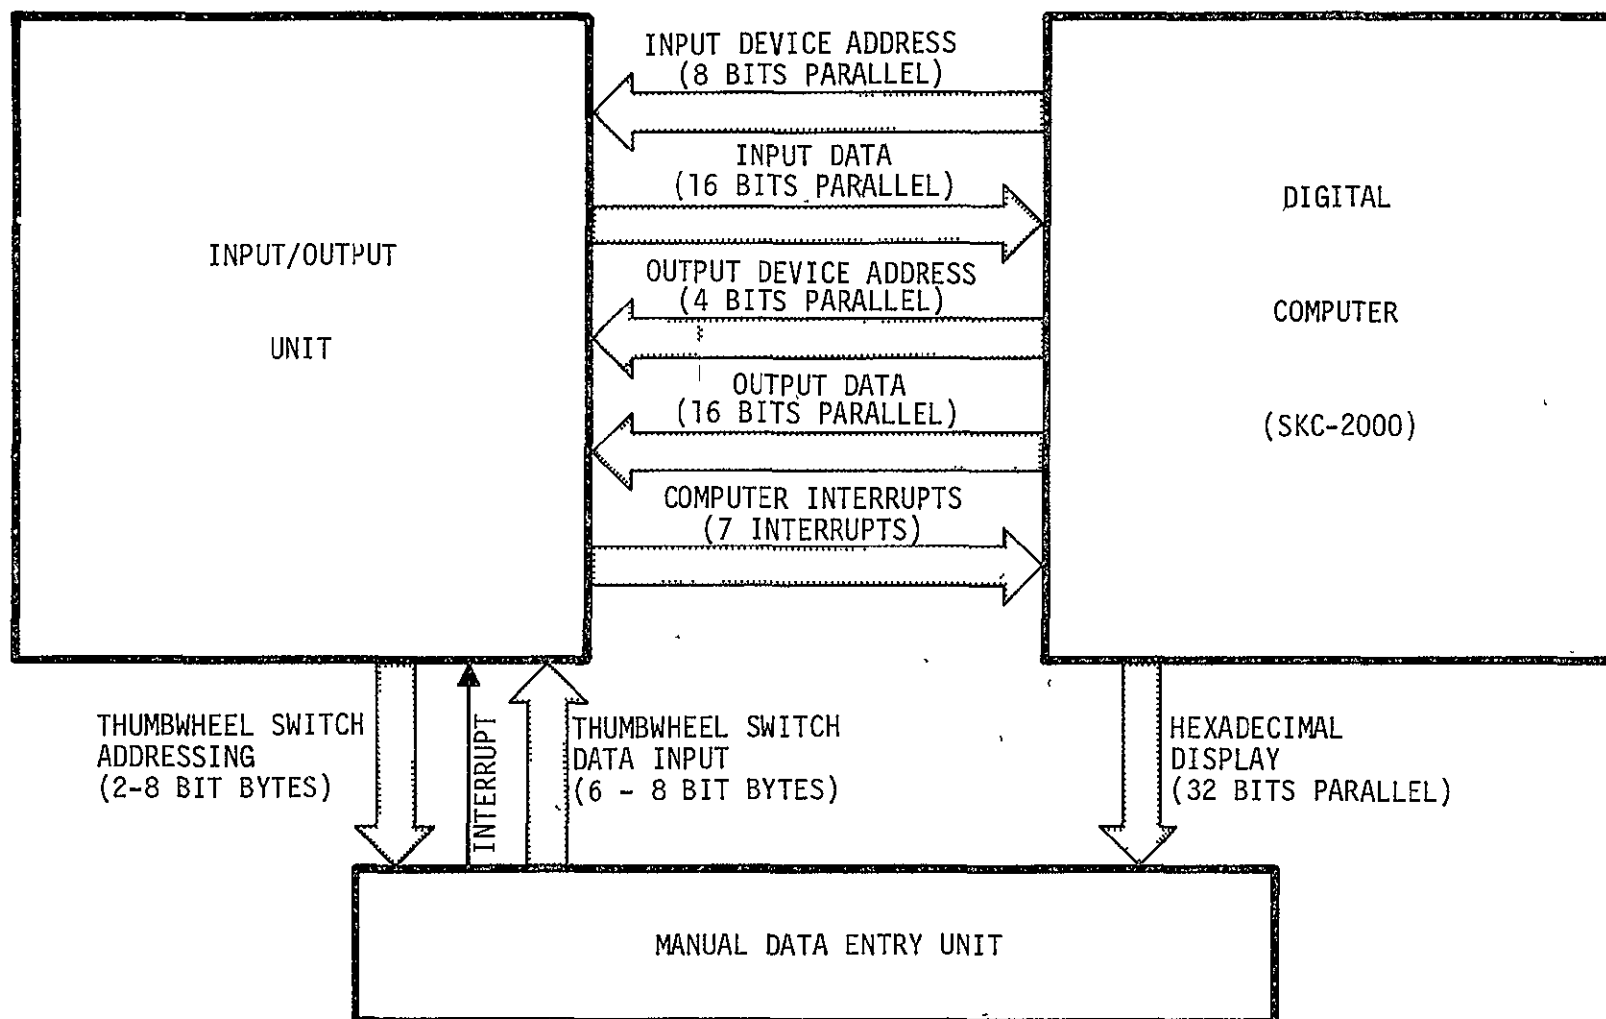 INPUT DEVICE ADDRESS
(8 BITS PARALLEL)
INPUT DATA
(16 BITS PARALLEL)
OUTPUT DEVICE ADDRESS
(4 BITS PARALLEL)
OUTPUT DATA
(16 BITS PARALLEL)
COMPUTER INTERRUPTS
(7 INTERRUPTS)
INPUT/OUTPUT
UNIT
DIGITAL
COMPUTER
(SKC-2000)
THUMBWHEEL SWITCH
ADDRESSING
(2-8 BIT BYTES)
INTERRUPT
THUMBWHEEL SWITCH
DATA INPUT
(6 - 8 BIT BYTES)
HEXADECIMAL
DISPLAY
(32 BITS PARALLEL)
MANUAL DATA ENTRY UNIT